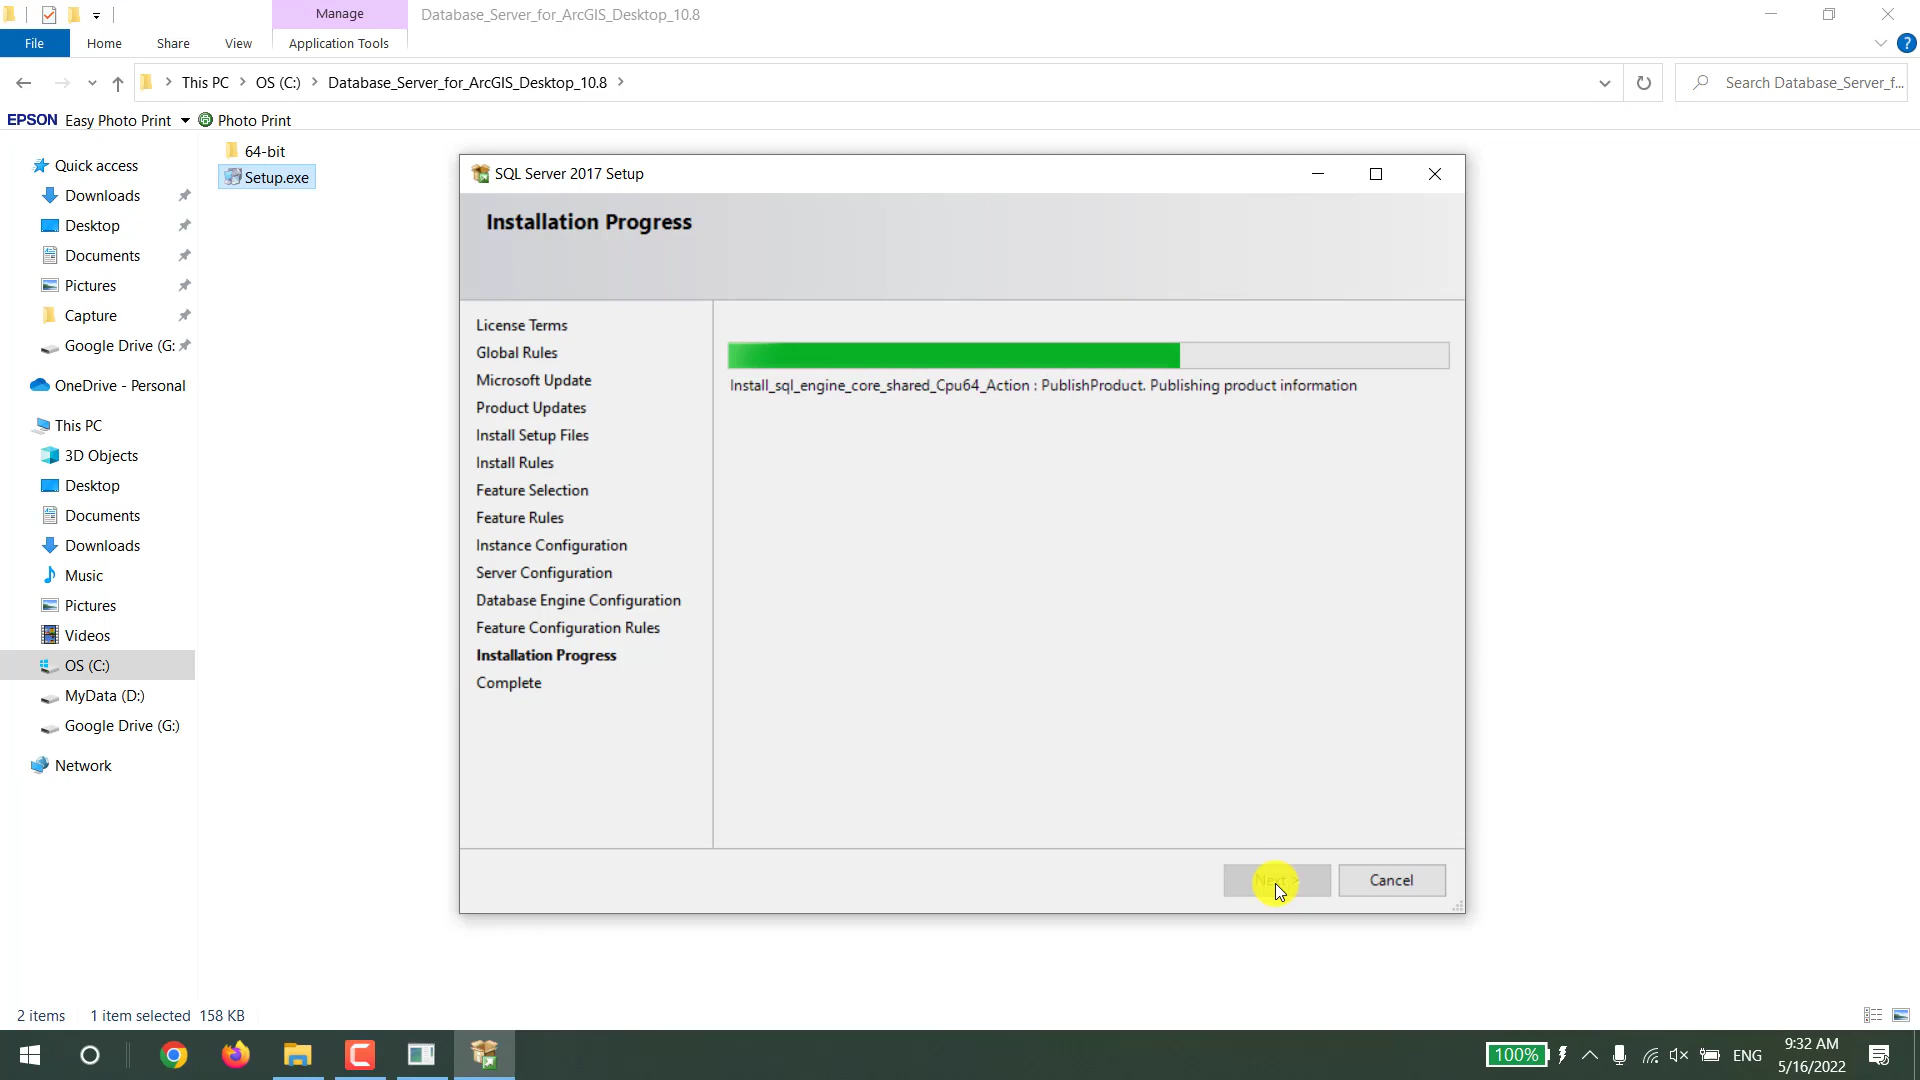 Manage
Database_Server_for_ArcGIS_Desktop_10.8
File
Home
Share
View
Application Tools
?
This PC
OS (C:)
Database_Server_for_ArcGIS_Desktop_10.8
Search Database_Server_f...
EPSON Easy Photo Print
Photo Print
Quick access
Downloads
Desktop
Documents
Pictures
Capture
Google Drive (G:
OneDrive - Personal
This PC
3D Objects
Desktop
Documents
Downloads
Music
Pictures
Videos
OS (C:)
MyData (D:)
Google Drive (G:)
Network
64-bit
Setup.exe
SQL Server 2017 Setup
Installation Progress
License Terms
Global Rules
Microsoft Update
Product Updates
Install Setup Files
Install Rules
Feature Selection
Feature Rules
Instance Configuration
Server Configuration
Database Engine Configuration
Feature Configuration Rules
Installation Progress
Complete
Install_sql_engine_core_shared_Cpu64_Action : PublishProduct. Publishing product information
Next >
Cancel
2 items
1 item selected 158 KB
100%
ENG
9:32 AM
5/16/2022